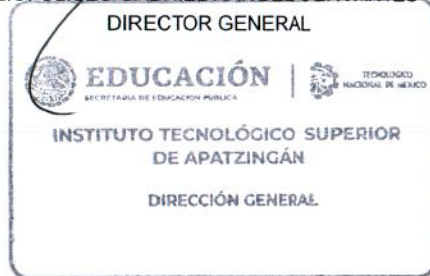 DIRECTOR GENERAL
EDUCACIÓN
SECRETARÍA DE EDUCACIÓN PÚBLICA
TECNOLÓGICO
NACIONAL DE MÉXICO
INSTITUTO TECNOLÓGICO SUPERIOR
DE APATZINGÁN
DIRECCIÓN GENERAL